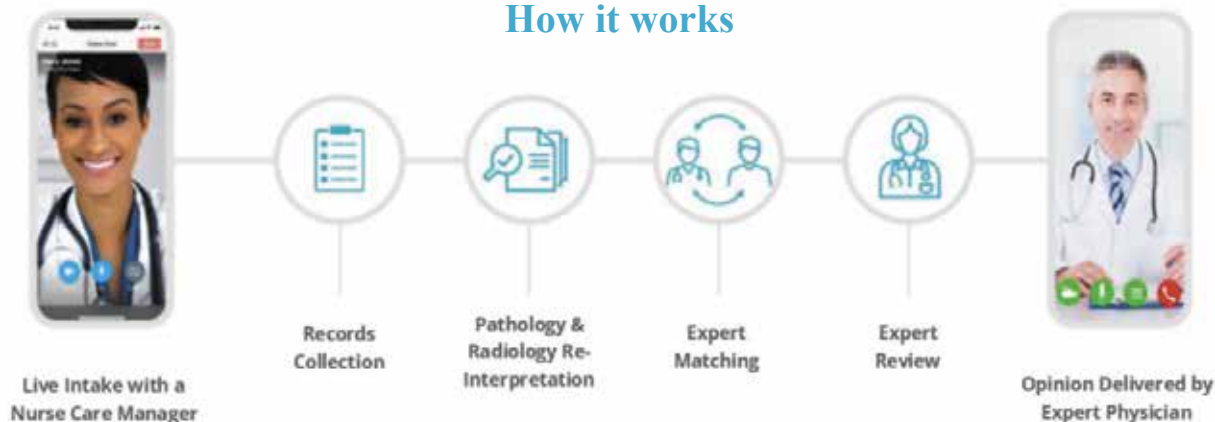 How it works
Live Intake with a
Nurse Care Manager
Records
Collection
Pathology &
Radiology Re-
Interpretation
Expert
Matching
Expert
Review
Opinion Delivered by
Expert Physician